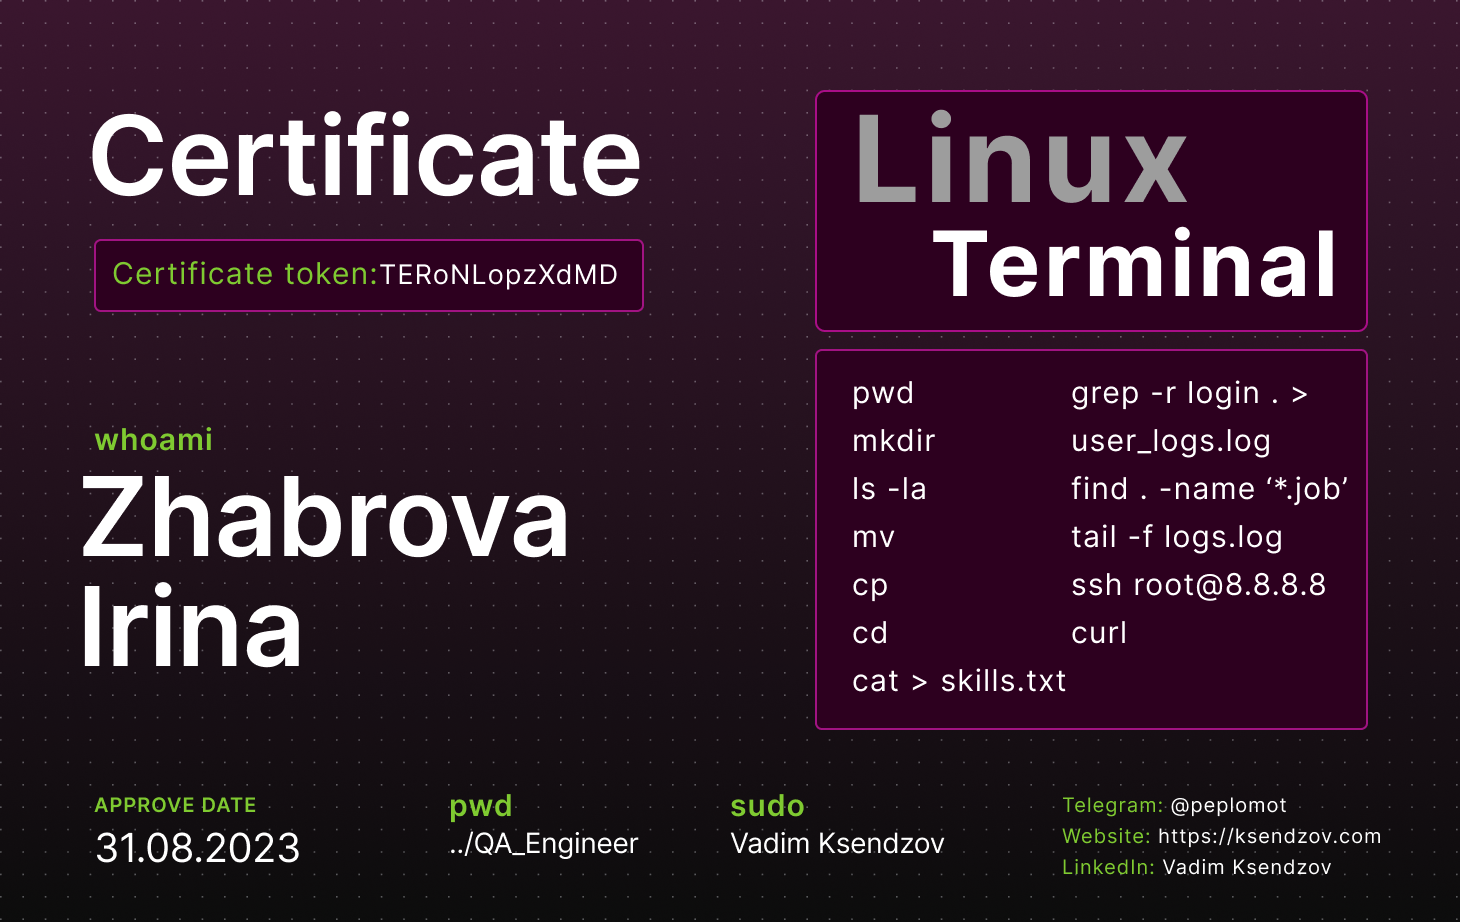 Certificate
Certificate token:TERoNLopzXdMD
whoami
Zhabrova
Irina
Linux
Terminal
pwd
mkdir
ls -la
mv
cp
cd
cat > skills.txt
grep -r login . >
user_logs.log
find . -name ‘*.job’
tail -f logs.log
ssh root@8.8.8.8
curl
APPROVE DATE
31.08.2023
pwd
../QA_Engineer
sudo
Vadim Ksendzov
Telegram: @peplomot
Website: https://ksendzov.com
LinkedIn: Vadim Ksendzov